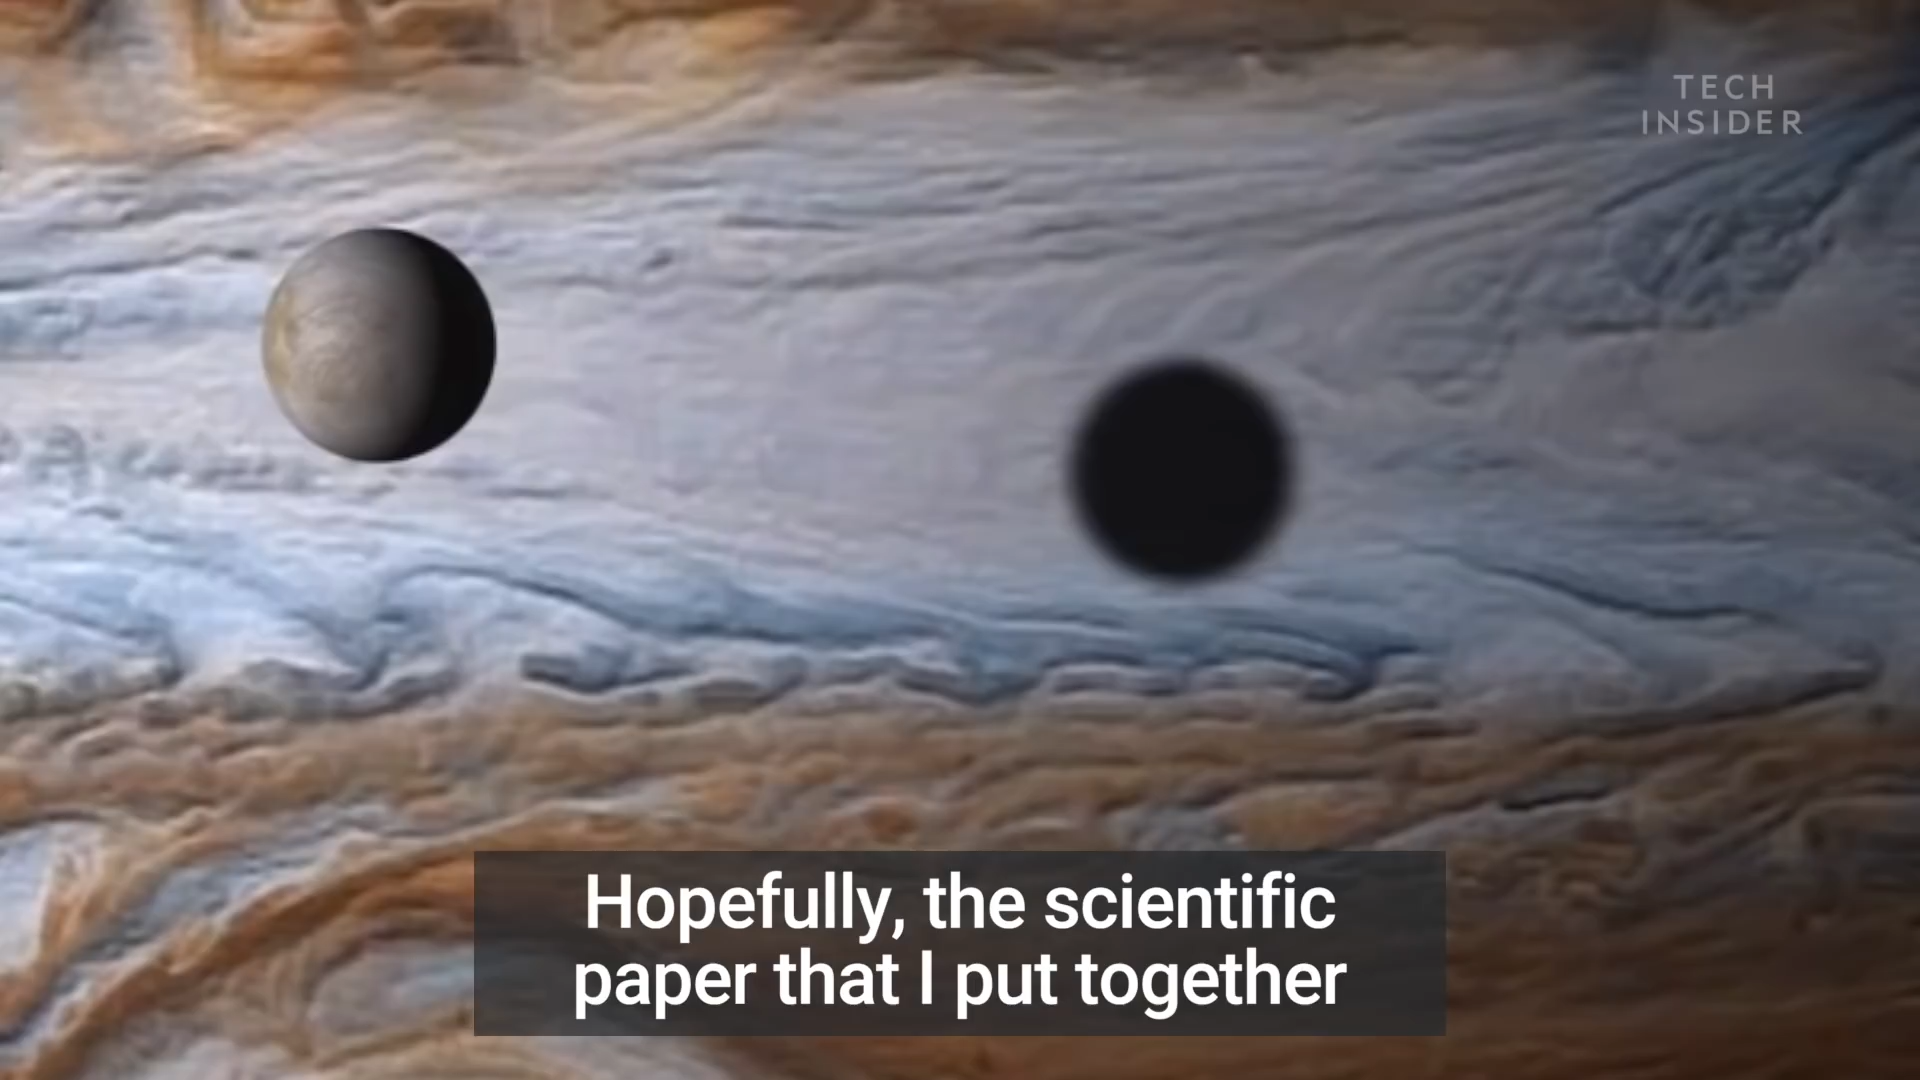 TECH
INSIDER
Hopefully, the scientific
paper that I put together